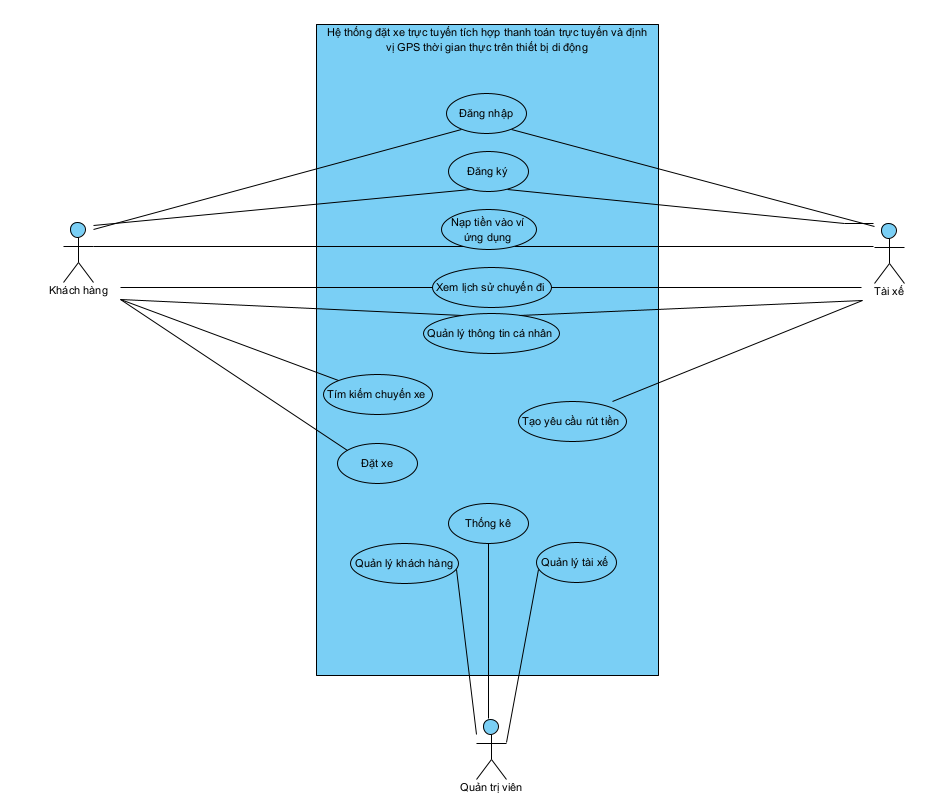 Hệ thống đặt xe trực tuyến tích hợp thanh toán trực tuyến và định
vị GPS thời gian thực trên thiết bị di động
Đăng nhập
Đăng ký
Nạp tiền vào ví
ứng dụng
Khách hàng
Xem lịch sử chuyến đi
Tài xế
Quản lý thông tin cá nhân
Tím kiếm chuyến xe
Tạo yêu cầu rút tiền
Đặt xe
Thống kê
Quản lý khách hàng
Quản lý tài xế
Quản trị viên